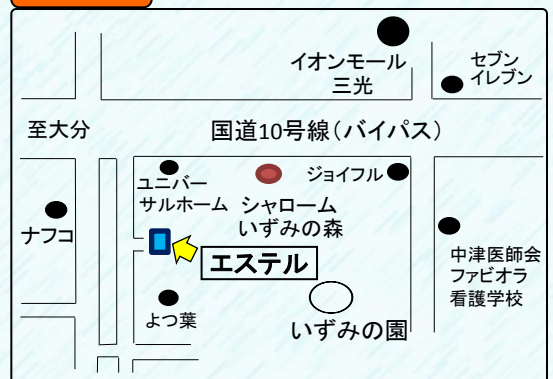 イオンモール
三光
セブン
イレブン
至大分
国道10号線(バイパス)
ユニバー
サルホーム
シャローム
いずみの森
ジョイフル
ナフコ
エステル
中津医師会
ファビオラ
看護学校
よつ葉
いずみの園